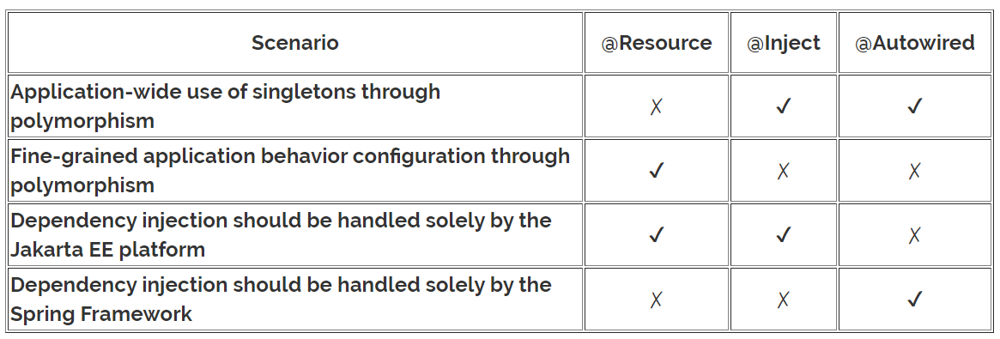 Scenario @Resource @Inject @Autowired
Application-wide use of singletons through
polymorphism ✗ ✓ ✓
Fine-grained application behavior configuration through
polymorphism ✓ ✗ ✗
Dependency injection should be handled solely by the
Jakarta EE platform ✓ ✓ ✗
Dependency injection should be handled solely by the
Spring Framework ✗ ✗ ✓